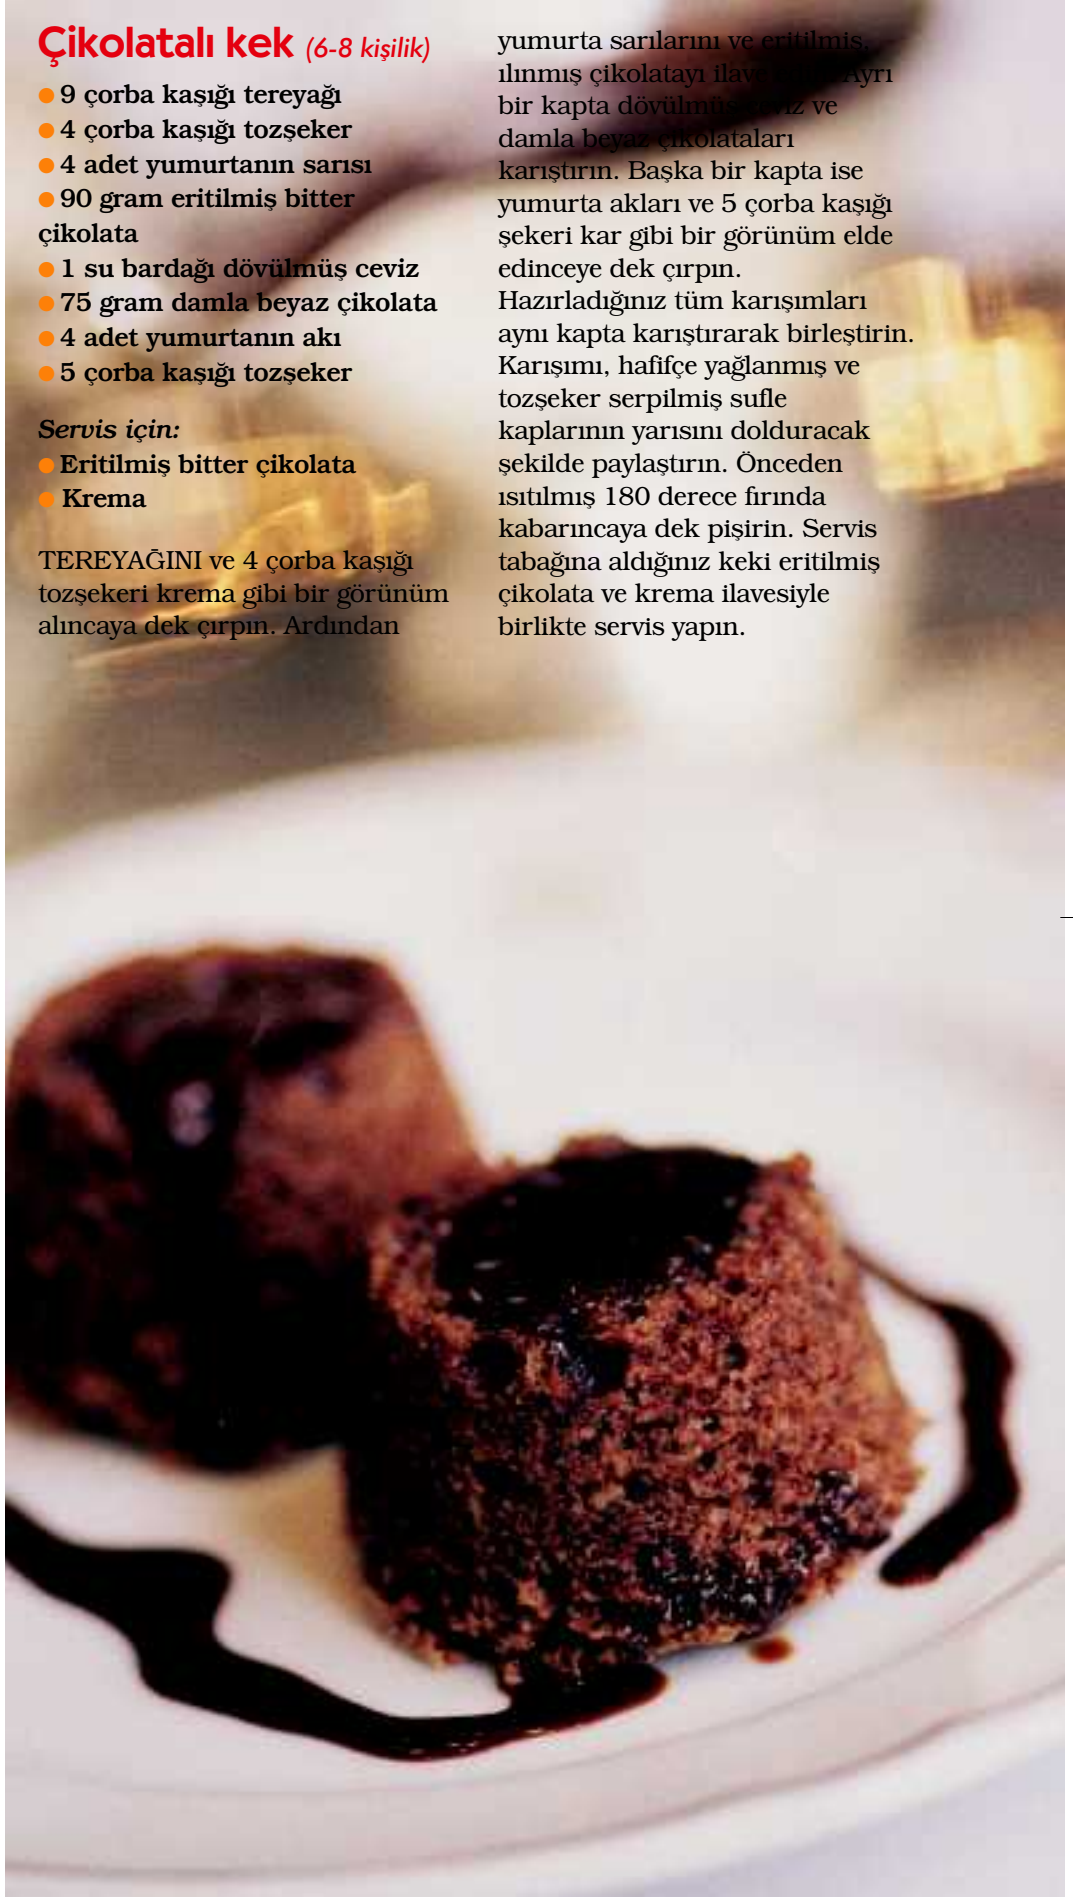 Çikolatalı kek (6-8 kişilik)
● 9 çorba kaşığı tereyağı
● 4 çorba kaşığı tozşeker
● 4 adet yumurtanın sarısı
● 90 gram eritilmiş bitter
çikolata
● 1 su bardağı dövülmüş ceviz
● 75 gram damla beyaz çikolata
● 4 adet yumurtanın akı
● 5 çorba kaşığı tozşeker
Servis için:
● Eritilmiş bitter çikolata
● Krema
TEREYAĞINI ve 4 çorba kaşığı
tozşekeri krema gibi bir görünüm
alıncaya dek çırpın. Ardından
yumurta sarılarını ve eritilmiş,
ılınmış çikolatayı ilave Ayrı
bir kapta dövülmüş ceviz ve
damla beyaz çikolataları
karıştırın. Başka bir kapta ise
yumurta akları ve 5 çorba kaşığı
şekeri kar gibi bir görünüm elde
edinceye dek çırpın.
Hazırladığınız tüm karışımları
aynı kapta karıştırarak birleştirin.
Karışımı, hafifçe yağlanmış ve
tozşeker serpilmiş sufle
kaplarının yarısını dolduracak
şekilde paylaştırın. Önceden
ısıtılmış 180 derece fırında
kabarıncaya dek pişirin. Servis
tabağına aldığınız keki eritilmiş
çikolata ve krema ilavesiyle
birlikte servis yapın.